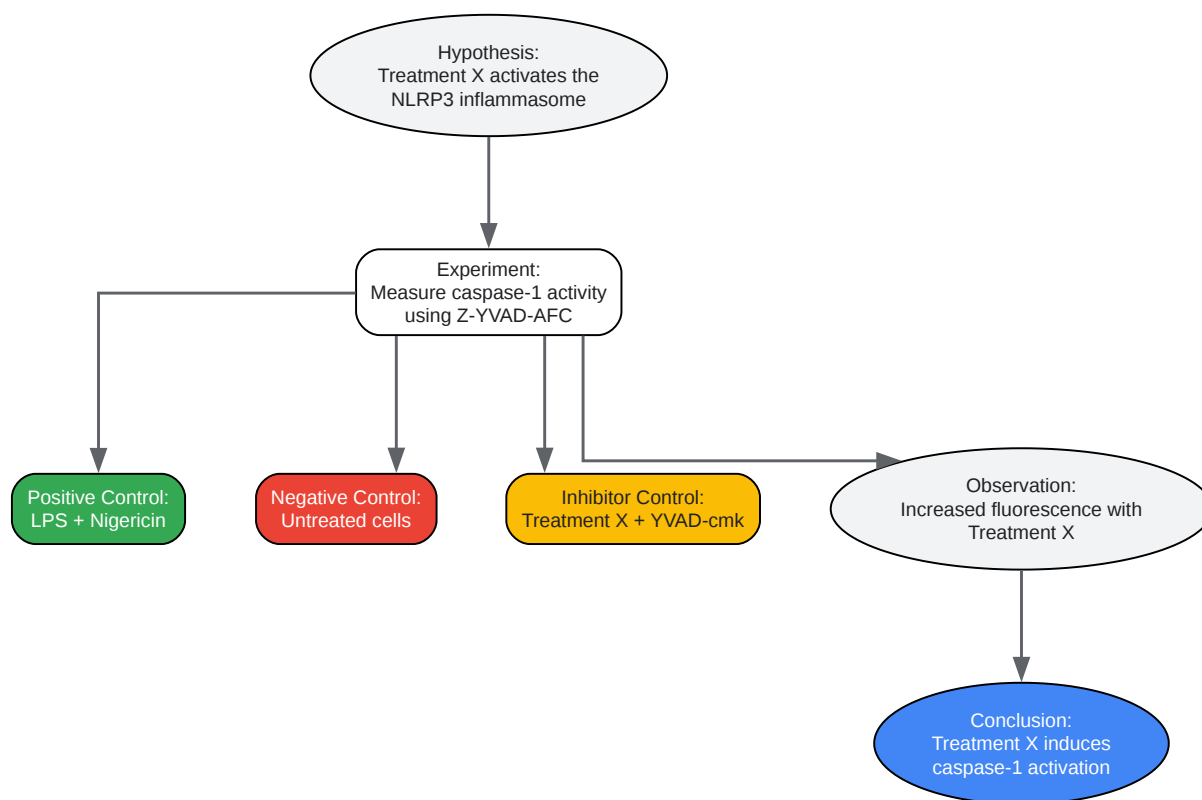 Hypothesis:
Treatment X activates the
NLRP3 inflammasome
Experiment:
Measure caspase-1 activity
using Z-YVAD-AFC
Positive Control:
LPS + Nigericin
Negative Control:
Untreated cells
Inhibitor Control:
Treatment X + YVAD-cmk
Observation:
Increased fluorescence with
Treatment X
Conclusion:
Treatment X induces
caspase-1 activation